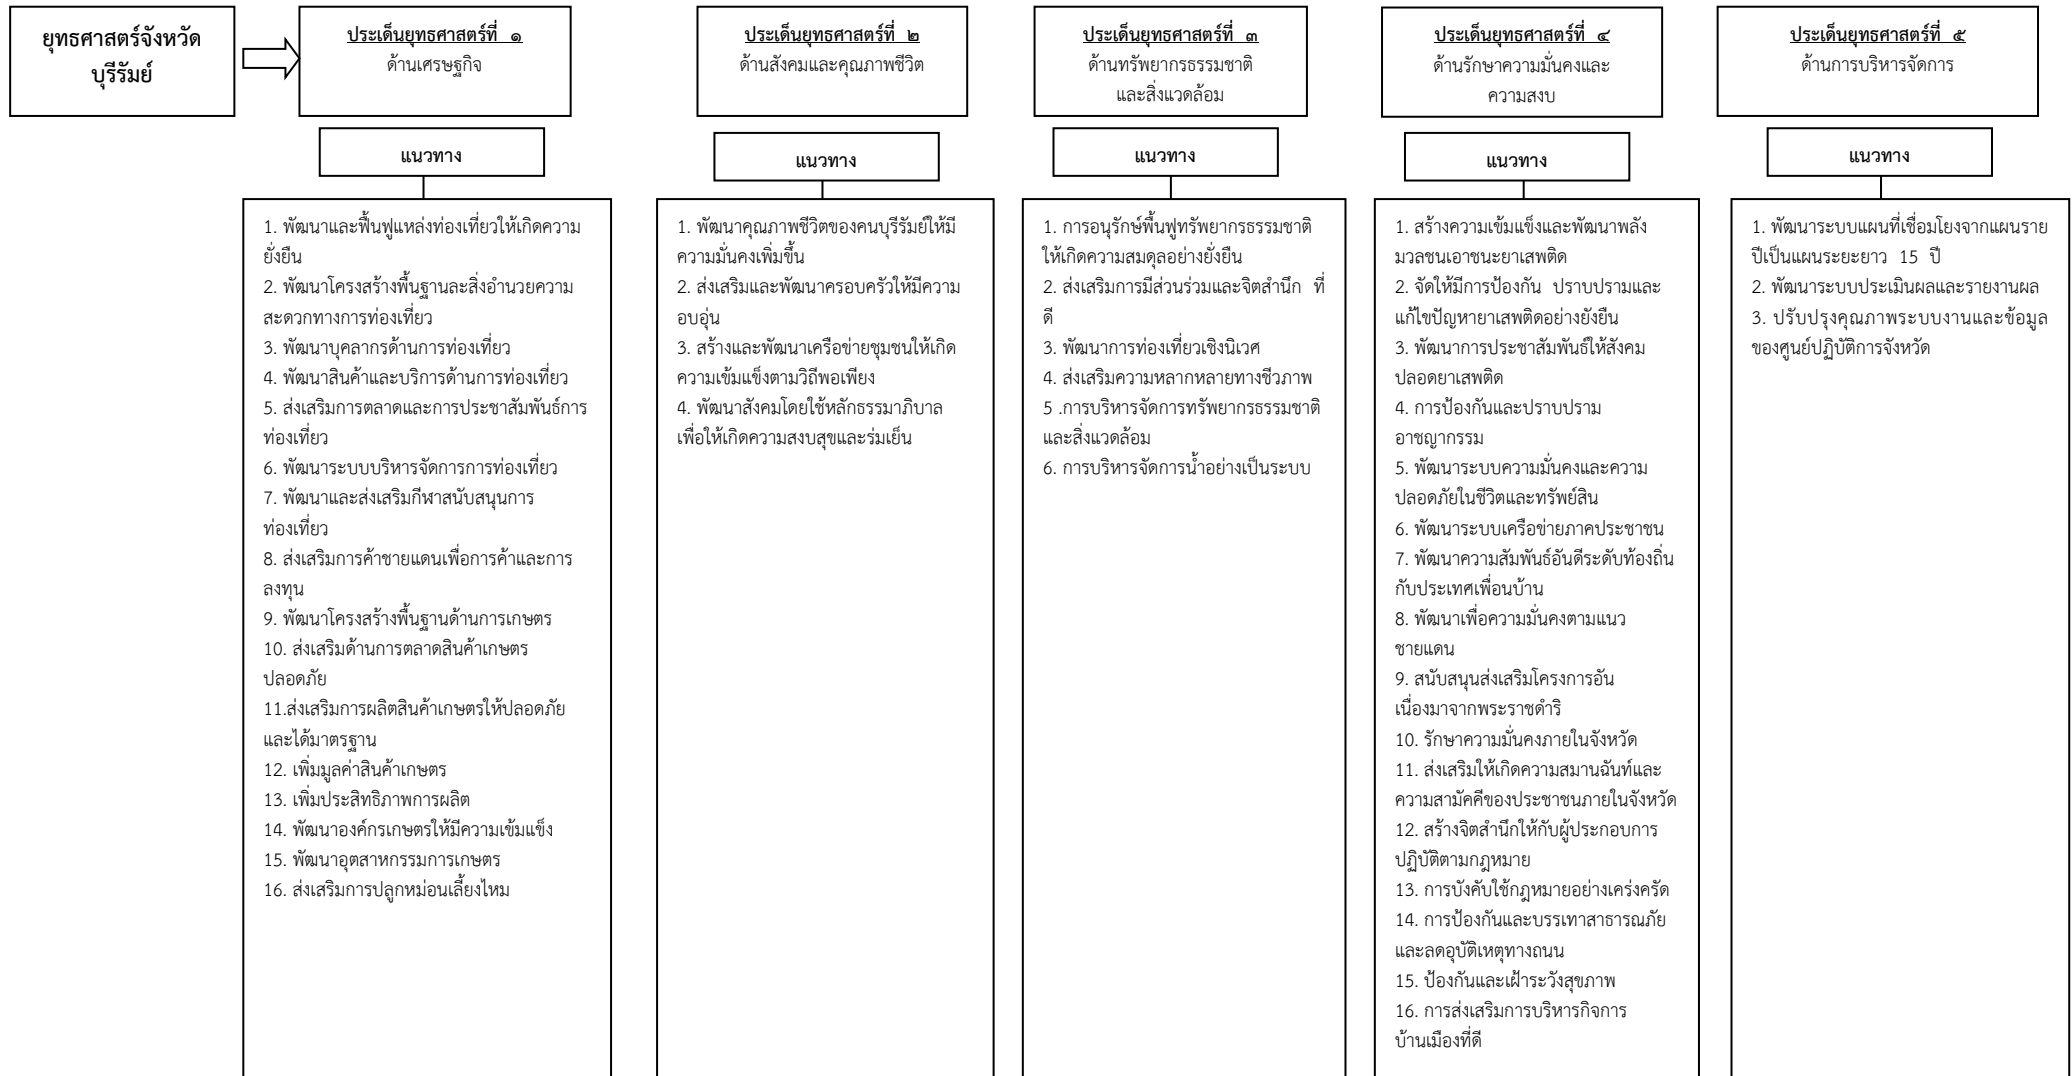 ยุทธศาสตร์จังหวัด
บุรีรัมย์
ประเด็นยุทธศาสตร์ที่ ๑
ด้านเศรษฐกิจ
ประเด็นยุทธศาสตร์ที่ ๒
ด้านสังคมและคุณภาพชีวิต
ประเด็นยุทธศาสตร์ที่ ๓
ด้านทรัพยากรธรรมชาติ
และสิ่งแวดล้อม
ประเด็นยุทธศาสตร์ที่ ๔
ด้านรักษาความมั่นคงและ
ความสงบ
ประเด็นยุทธศาสตร์ที่ ๕
ด้านการบริหารจัดการ
แนวทาง
แนวทาง
แนวทาง
แนวทาง
แนวทาง
1. พัฒนาและฟื้นฟูแหล่งท่องเที่ยวให้เกิดความ
ยั่งยืน
2. พัฒนาโครงสร้างพื้นฐานละสิ่งอำนวยความ
สะดวกทางการท่องเที่ยว
3. พัฒนาบุคลากรด้านการท่องเที่ยว
4. พัฒนาสินค้าและบริการด้านการท่องเที่ยว
5. ส่งเสริมการตลาดและการประชาสัมพันธ์การ
ท่องเที่ยว
6. พัฒนาระบบบริหารจัดการการท่องเที่ยว
7. พัฒนาและส่งเสริมกีฬาสนับสนุนการ
ท่องเที่ยว
8. ส่งเสริมการค้าชายแดนเพื่อการค้าและการ
ลงทุน
9. พัฒนาโครงสร้างพื้นฐานด้านการเกษตร
10. ส่งเสริมด้านการตลาดสินค้าเกษตร
ปลอดภัย
11.ส่งเสริมการผลิตสินค้าเกษตรให้ปลอดภัย
และได้มาตรฐาน
12. เพิ่มมูลค่าสินค้าเกษตร
13. เพิ่มประสิทธิภาพการผลิต
14. พัฒนาองค์กรเกษตรให้มีความเข้มแข็ง
15. พัฒนาอุตสาหกรรมการเกษตร
16. ส่งเสริมการปลูกหม่อนเลี้ยงไหม
1. พัฒนาคุณภาพชีวิตของคนบุรีรัมย์ให้มี
ความมั่นคงเพิ่มขึ้น
2. ส่งเสริมและพัฒนาครอบครัวให้มีความ
อบอุ่น
3. สร้างและพัฒนาเครือข่ายชุมชนให้เกิด
ความเข้มแข็งตามวิถีพอเพียง
4. พัฒนาสังคมโดยใช้หลักธรรมาภิบาล
เพื่อให้เกิดความสงบสุขและร่มเย็น
1. การอนุรักษ์พื้นฟูทรัพยากรธรรมชาติ
ให้เกิดความสมดุลอย่างยั่งยืน
2. ส่งเสริมการมีส่วนร่วมและจิตสำนึก ที่
ดี
3. พัฒนาการท่องเที่ยวเชิงนิเวศ
4. ส่งเสริมความหลากหลายทางชีวภาพ
5 .การบริหารจัดการทรัพยากรธรรมชาติ
และสิ่งแวดล้อม
6. การบริหารจัดการน้ำอย่างเป็นระบบ
1. สร้างความเข้มแข็งและพัฒนาพลัง
มวลชนเอาชนะยาเสพติด
2. จัดให้มีการป้องกัน ปราบปรามและ
แก้ไขปัญหายาเสพติดอย่างยังยืน
3. พัฒนาการประชาสัมพันธ์ให้สังคม
ปลอดยาเสพติด
4. การป้องกันและปราบปราม
อาชญากรรม
5. พัฒนาระบบความมั่นคงและความ
ปลอดภัยในชีวิตและทรัพย์สิน
6. พัฒนาระบบเครือข่ายภาคประชาชน
7. พัฒนาความสัมพันธ์อันดีระดับท้องถิ่น
กับประเทศเพื่อนบ้าน
8. พัฒนาเพื่อความมั่นคงตามแนว
ชายแดน
9. สนับสนุนส่งเสริมโครงการอัน
เนื่องมาจากพระราชดำริ
10. รักษาความมั่นคงภายในจังหวัด
11. ส่งเสริมให้เกิดความสมานฉันท์และ
ความสามัคคีของประชาชนภายในจังหวัด
12. สร้างจิตสำนึกให้กับผู้ประกอบการ
ปฏิบัติตามกฎหมาย
13. การบังคับใช้กฎหมายอย่างเคร่งครัด
14. การป้องกันและบรรเทาสาธารณภัย
และลดอุบัติเหตุทางถนน
15. ป้องกันและเฝ้าระวังสุขภาพ
16. การส่งเสริมการบริหารกิจการ
บ้านเมืองที่ดี
1. พัฒนาระบบแผนที่เชื่อมโยงจากแผนราย
ปีเป็นแผนระยะยาว 15 ปี
2. พัฒนาระบบประเมินผลและรายงานผล
3. ปรับปรุงคุณภาพระบบงานและข้อมูล
ของศูนย์ปฏิบัติการจังหวัด